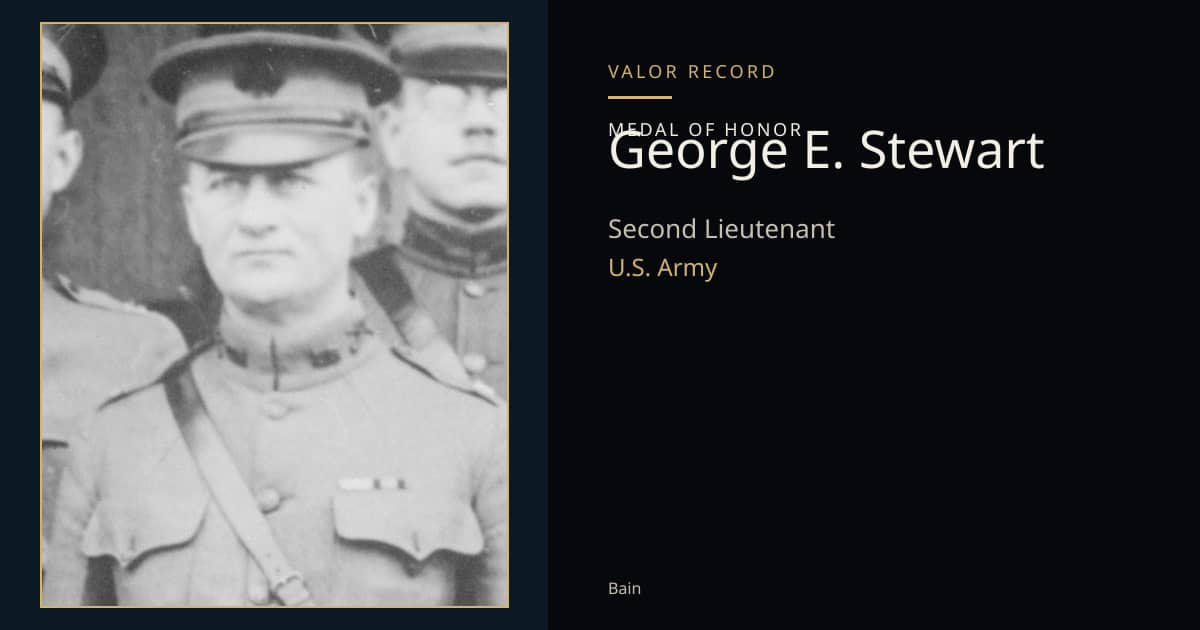 VALOR RECORD
MEDAL OF HONOR
George E. Stewart
Second Lieutenant
U.S. Army
Bain